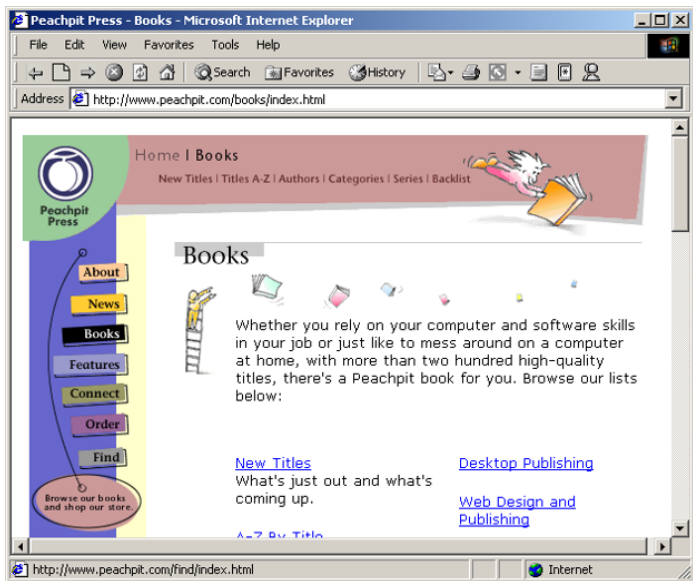 Peachpit Press - Books - Microsoft Internet Explorer
File Edit View Favorites Tools Help
Search Favorites History
Address http://www.peachpit.com/books/index.html
Home | Books
New Titles | Titles A-Z | Authors | Categories | Series | Backlist
Peachpit
Press
Books
About
News
Books
Features
Connect
Order
Find
Browse our books
and shop our store.
Whether you rely on your computer and software skills
in your job or just like to mess around on a computer
at home, with more than two hundred high-quality
titles, there's a Peachpit book for you. Browse our lists
below:
New Titles
What's just out and what's
coming up.
A-Z By Title
Desktop Publishing
Web Design and
Publishing
http://www.peachpit.com/find/index.html
Internet